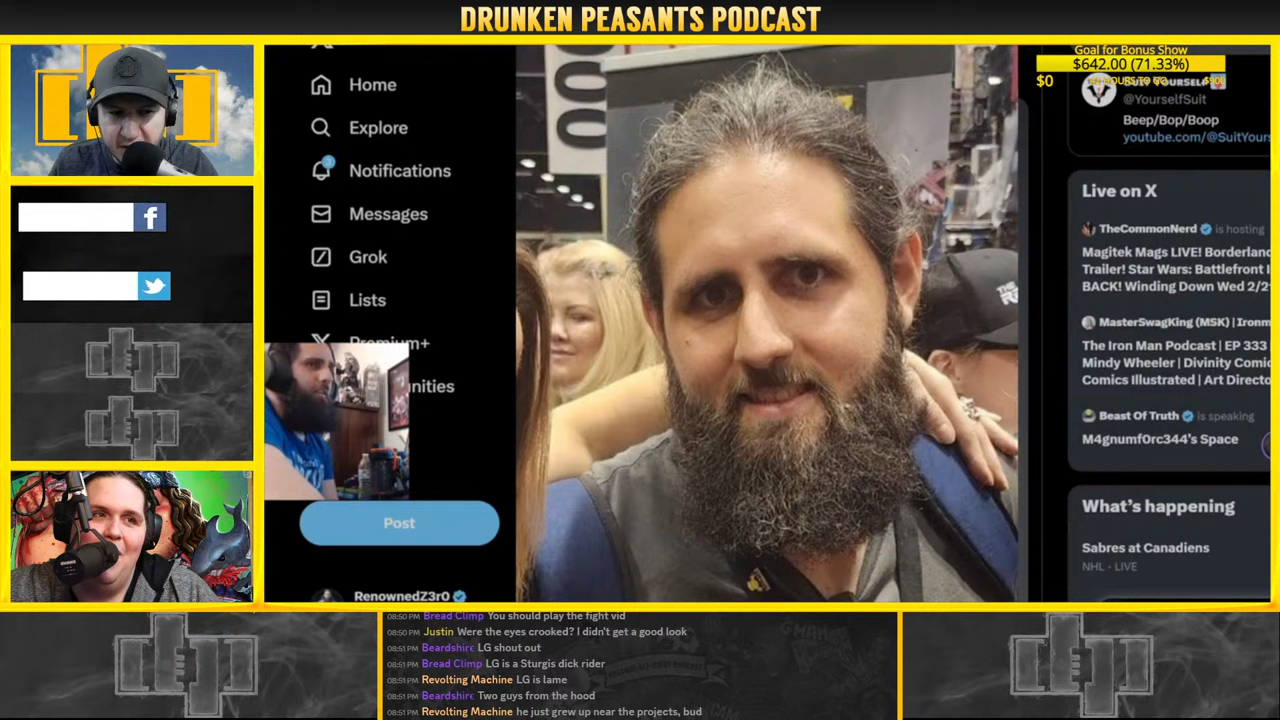 DRUNKEN PEASANTS PODCAST
Home
Explore
Notifications
Messages
Grok
Lists
Premium+
unities
Post
RenownedZ3r0
Goal for Bonus Show
$642.00 (71.33%)
$0
SUIT YOURSELF
@YourselfSuit
Beep/Bop/Boop
youtube.com/@SuitYours
Live on X
TheCommonNerd is hosting
Magitek Mags LIVE! Borderland
Trailer! Star Wars: Battlefront I
BACK! Winding Down Wed 2/2
MasterSwagKing (MSK) | Ironm
The Iron Man Podcast | EP 333
Mindy Wheeler | Divinity Comic
Comics Illustrated | Art Directo
Beast Of Truth is speaking
M4gnumf0rc344's Space
What's happening
Sabres at Canadiens
NHL · LIVE
08:50 PM Bread Climp You should play the fight vid
08:50 PM Justin Were the eyes crooked? I didn't get a good look
08:51 PM Beardshire LG shout out
08:51 PM Bread Climp LG is a Sturgis dick rider
08:51 PM Revolting Machine LG is lame
08:51 PM Beardshire Two guys from the hood
08:51 PM Revolting Machine he just grew up near the projects, bud